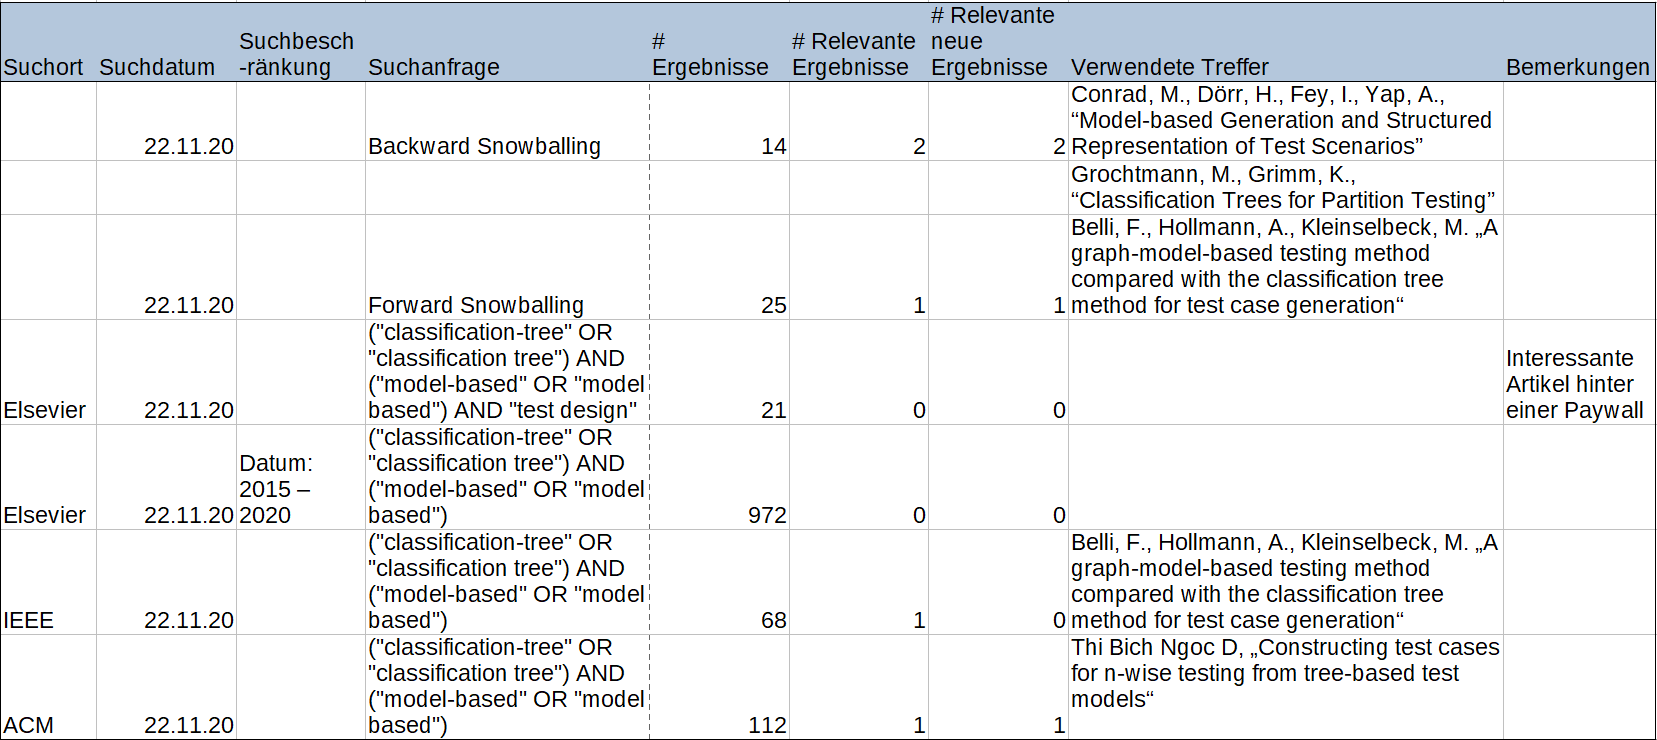 Suchort
Suchdatum
Suchbesch
-ränkung
Suchanfrage
#
Ergebnisse
# Relevante
Ergebnisse
# Relevante
neue
Ergebnisse
Verwendete Treffer
Bemerkungen
22.11.20
Backward Snowballing
14
2
2
Conrad, M., Dörr, H., Fey, I., Yap, A.,
“Model-based Generation and Structured
Representation of Test Scenarios”
Grochtmann, M., Grimm, K.,
“Classification Trees for Partition Testing”
22.11.20
Forward Snowballing
25
1
1
Belli, F., Hollmann, A., Kleinselbeck, M. „A
graph-model-based testing method
compared with the classification tree
method for test case generation“
Elsevier
22.11.20
("classification-tree" OR
"classification tree") AND
("model-based" OR "model
based") AND "test design"
21
0
0
Interessante
Artikel hinter
einer Paywall
Elsevier
22.11.20
Datum:
2015 –
2020
("classification-tree" OR
"classification tree") AND
("model-based" OR "model
based")
972
0
0
IEEE
22.11.20
("classification-tree" OR
"classification tree") AND
("model-based" OR "model
based")
68
1
0
Belli, F., Hollmann, A., Kleinselbeck, M. „A
graph-model-based testing method
compared with the classification tree
method for test case generation“
ACM
22.11.20
("classification-tree" OR
"classification tree") AND
("model-based" OR "model
based")
112
1
1
Thi Bich Ngoc D, „Constructing test cases
for n-wise testing from tree-based test
models“